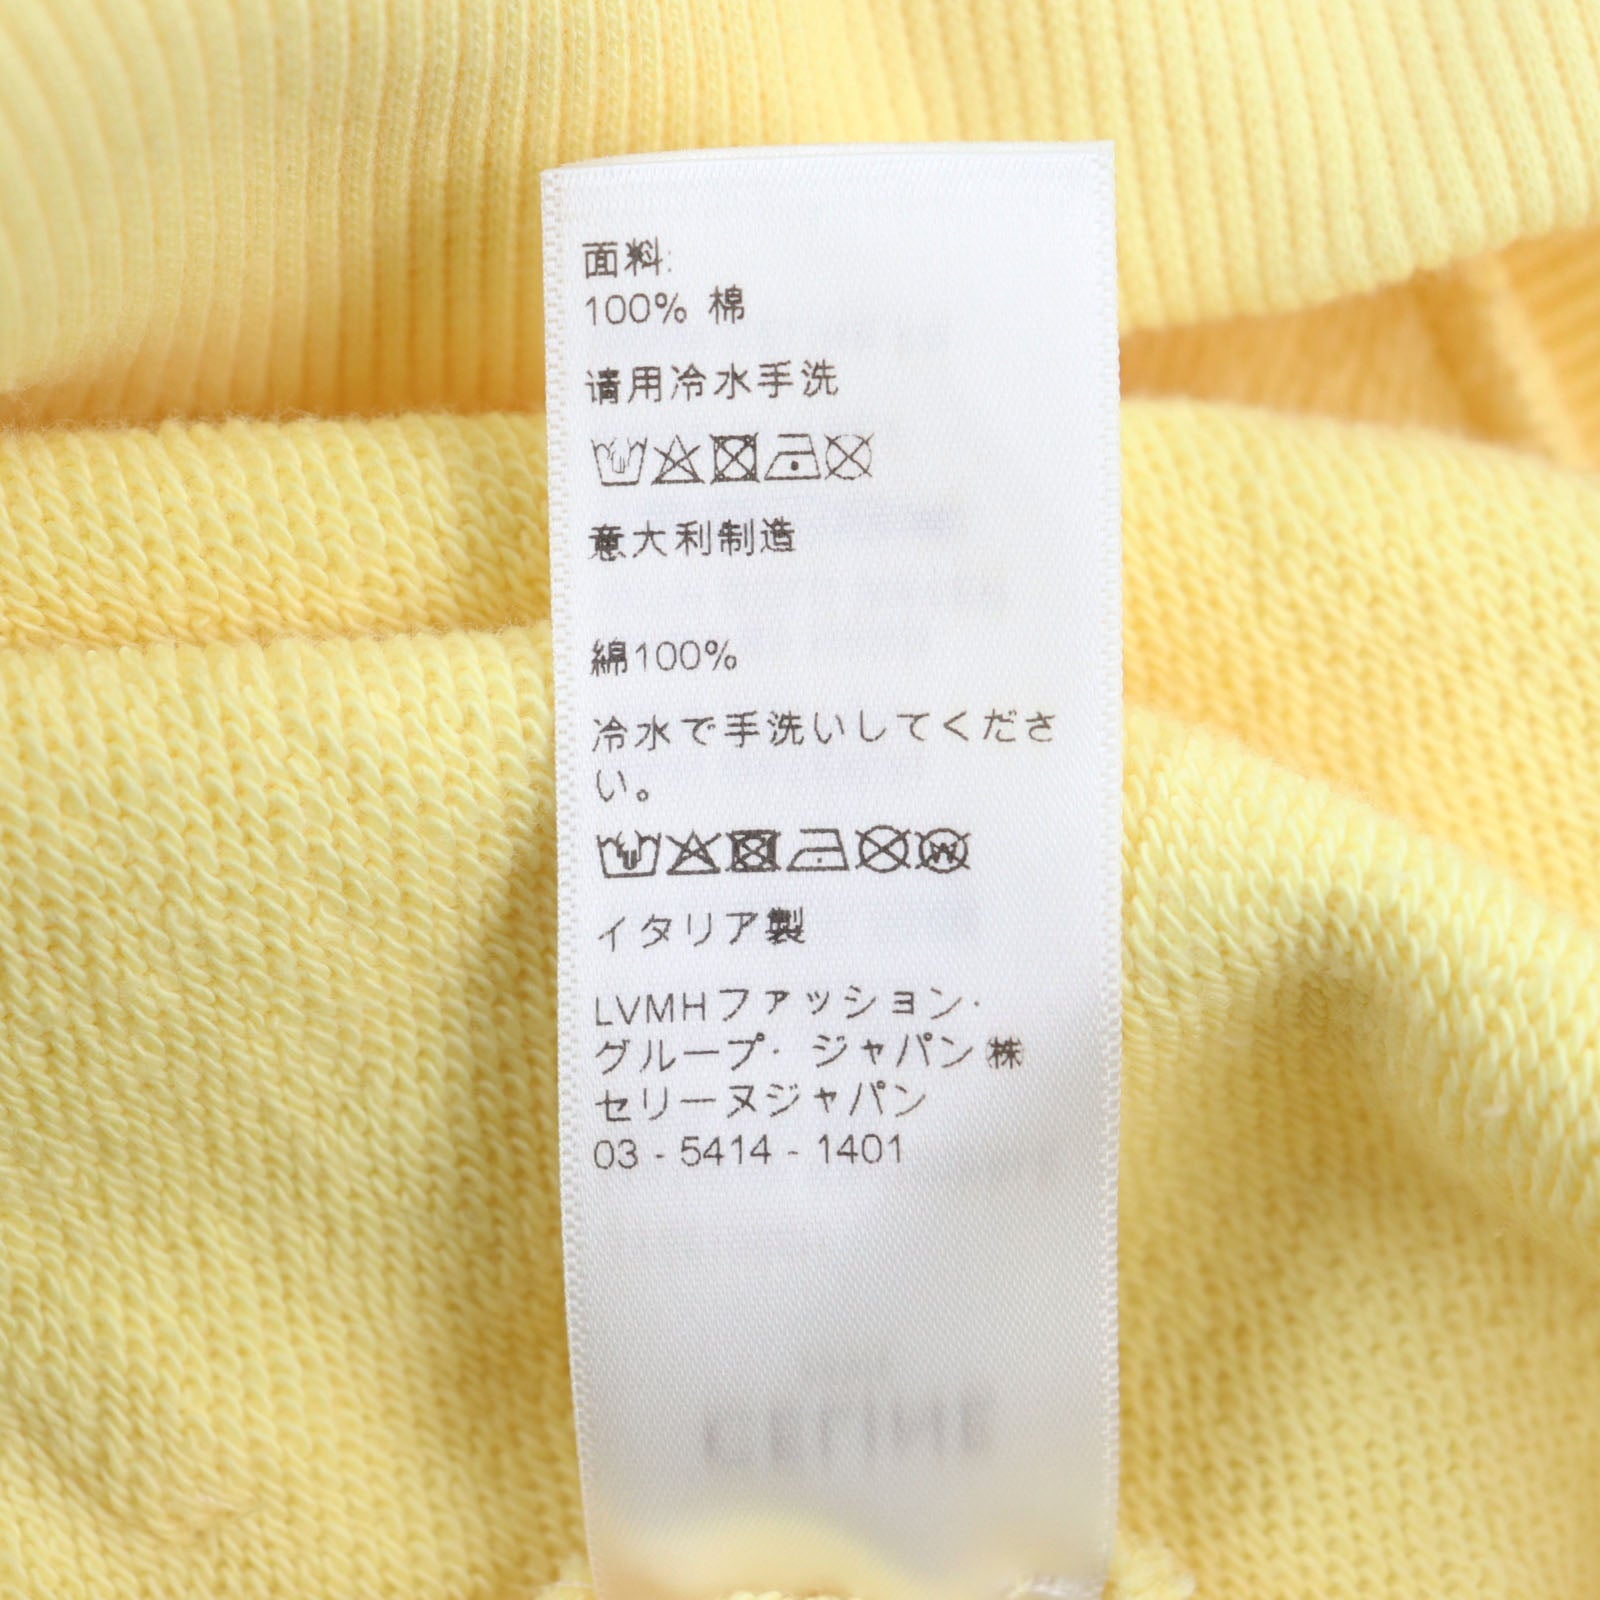 面料:
100% 棉
请用冷水手洗
意大利制造
綿100%
冷水で手洗いしてくださ
い。
イタリア製
LVMHファッション·
グループ· ジャパン㈱
セリーヌジャパン
03 - 5414 - 1401